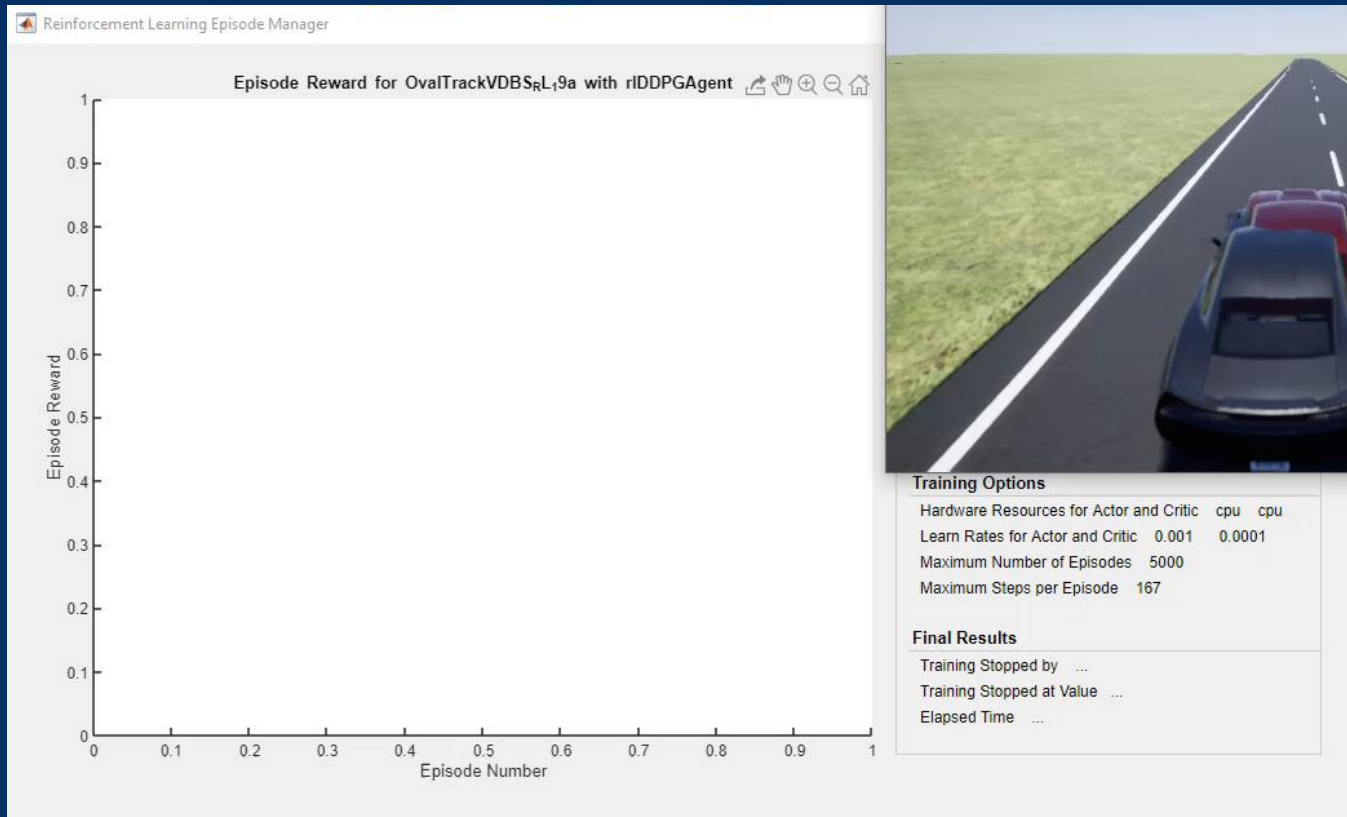 Reinforcement Learning Episode Manager
Episode Reward for OvalTrackVDBSRL19a with rlDDPGAgent
1
0.9
0.8
0.7
0.6
0.5
0.4
0.3
0.2
0.1
0
Episode Reward
0 0.1 0.2 0.3 0.4 0.5 0.6 0.7 0.8 0.9 1
Episode Number
Training Options
Hardware Resources for Actor and Critic cpu cpu
Learn Rates for Actor and Critic 0.001 0.0001
Maximum Number of Episodes 5000
Maximum Steps per Episode 167
Final Results
Training Stopped by ...
Training Stopped at Value ...
Elapsed Time ...